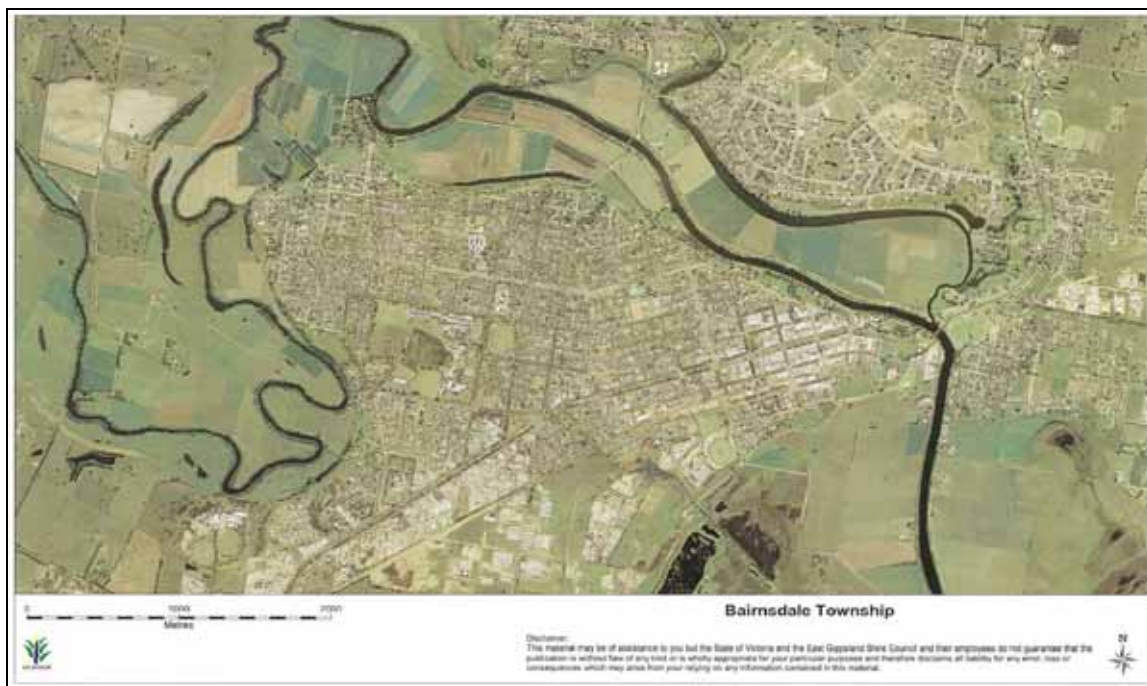 0 1000 2000
Metres
Bairnsdale Township
N
Disclaimer:
This material may be of assistance to you but the State of Victoria and the East Gippsland Shire Council and their employees do not guarantee that the
publication is without flaw of any kind or is wholly appropriate for your particular purposes and therefore disclaims all liability for any error, loss or
consequences which may arise from your relying on any information contained in this material.